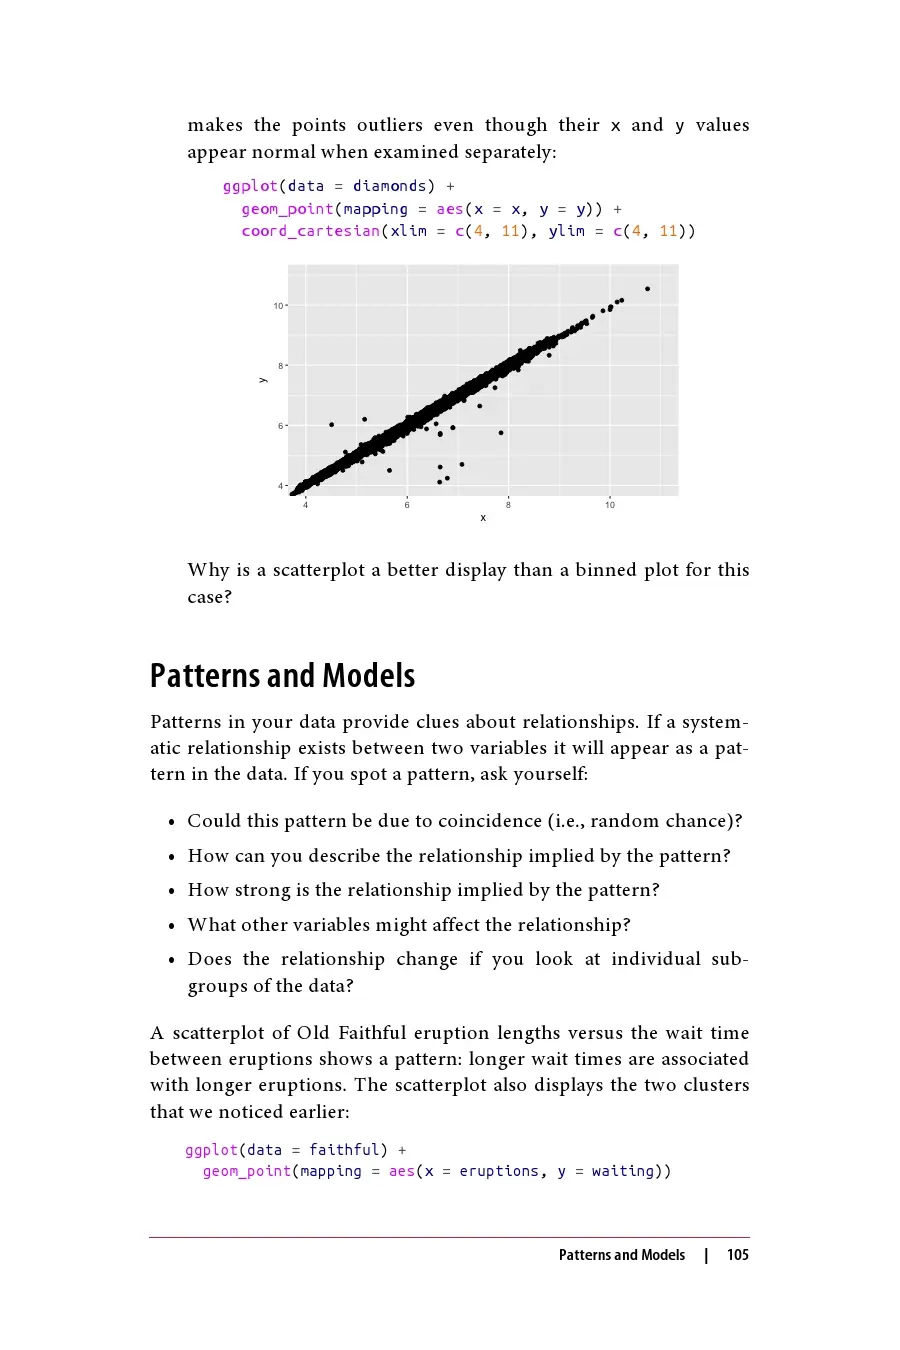 makes the points outliers even though their x and y values
appear normal when examined separately:
ggplot(data = diamonds) +
  geom_point(mapping = aes(x = x, y = y)) +
  coord_cartesian(xlim = c(4, 11), ylim = c(4, 11))
10
8
y
6
4
4 6 8 10
x
Why is a scatterplot a better display than a binned plot for this
case?
Patterns and Models
Patterns in your data provide clues about relationships. If a system-
atic relationship exists between two variables it will appear as a pat-
tern in the data. If you spot a pattern, ask yourself:
• Could this pattern be due to coincidence (i.e., random chance)?
• How can you describe the relationship implied by the pattern?
• How strong is the relationship implied by the pattern?
• What other variables might affect the relationship?
• Does the relationship change if you look at individual sub-
groups of the data?
A scatterplot of Old Faithful eruption lengths versus the wait time
between eruptions shows a pattern: longer wait times are associated
with longer eruptions. The scatterplot also displays the two clusters
that we noticed earlier:
ggplot(data = faithful) +
  geom_point(mapping = aes(x = eruptions, y = waiting))
Patterns and Models | 105